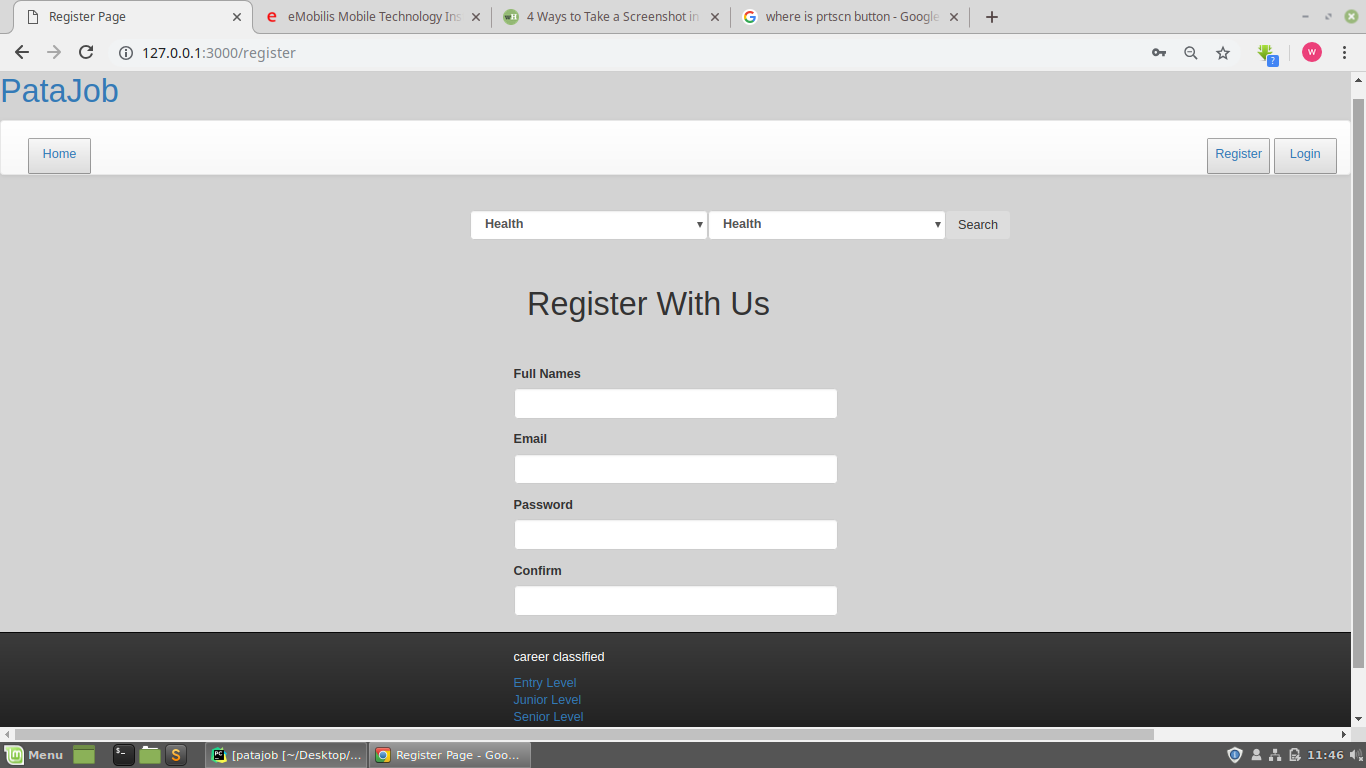 Register Page
eMobilis Mobile Technology Ins
4 Ways to Take a Screenshot in
where is prtscn button - Google
127.0.0.1:3000/register
w
?
PataJob
Home
Register
Login
Health
Health
Search
Register With Us
Full Names
Email
Password
Confirm
career classified
Entry Level
Junior Level
Senior Level
Menu
[patajob [~/Desktop/...
Register Page - Goo...
11:46